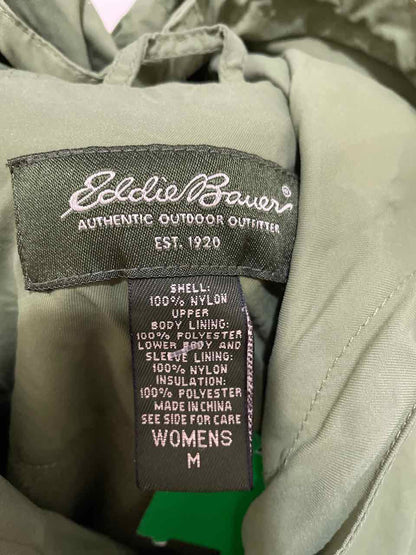 Eddie Bauer®
AUTHENTIC OUTDOOR OUTFITTER
EST. 1920
SHELL:
100% NYLON
UPPER
BODY LINING:
100% POLYESTER
LOWER BODY AND
SLEEVE LINING:
100% NYLON
INSULATION:
100% POLYESTER
MADE IN CHINA
SEE SIDE FOR CARE
WOMENS
M